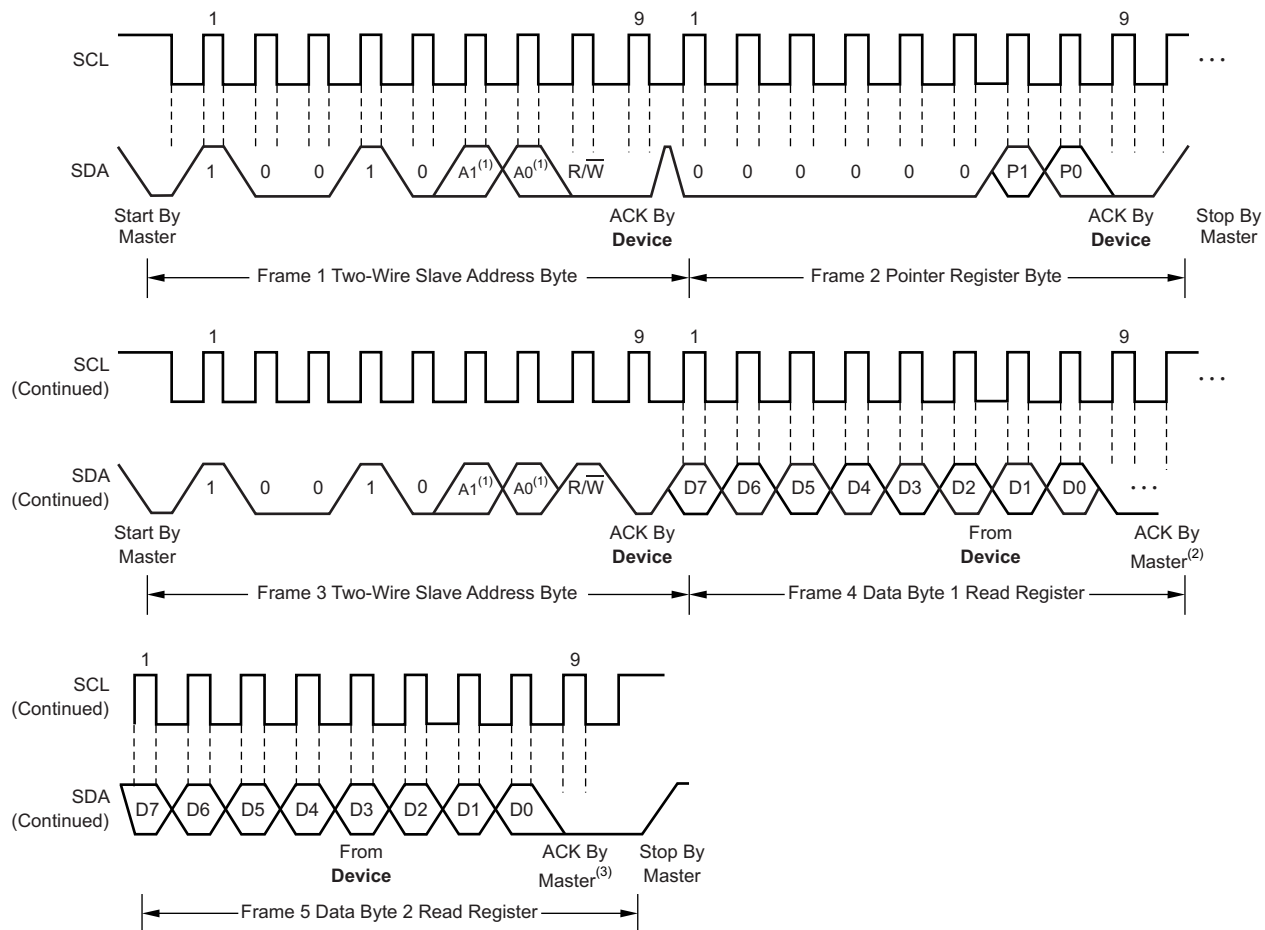 1 9 1 9
SCL
···
SDA
1 0 0 1 0 A1(1) A0(1) R/W̅ 0 0 0 0 0 0 P1 P0
Start By
Master
ACK By
Device
ACK By
Device
Stop By
Master
Frame 1 Two-Wire Slave Address Byte
Frame 2 Pointer Register Byte
1 9 1 9
SCL
(Continued)
···
SDA
(Continued)
1 0 0 1 0 A1(1) A0(1) R/W̅ D7 D6 D5 D4 D3 D2 D1 D0 ···
Start By
Master
ACK By
Device
From
Device
ACK By
Master(2)
Frame 3 Two-Wire Slave Address Byte
Frame 4 Data Byte 1 Read Register
1 9
SCL
(Continued)
SDA
(Continued)
D7 D6 D5 D4 D3 D2 D1 D0
From
Device
ACK By
Master(3)
Stop By
Master
Frame 5 Data Byte 2 Read Register